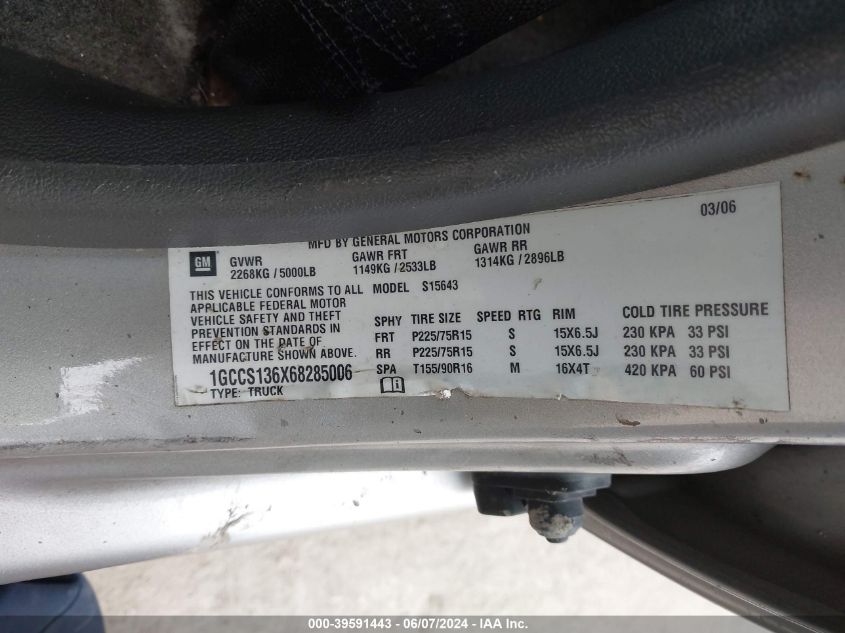 03/06
MFD BY GENERAL MOTORS CORPORATION
GM GVWR GAWR FRT GAWR RR
2268KG / 5000LB 1149KG / 2533LB 1314KG / 2896LB
THIS VEHICLE CONFORMS TO ALL MODEL S15643
APPLICABLE FEDERAL MOTOR
VEHICLE SAFETY AND THEFT
PREVENTION STANDARDS IN
EFFECT ON THE DATE OF
MANUFACTURE SHOWN ABOVE.
SPHY TIRE SIZE SPEED RTG RIM COLD TIRE PRESSURE
FRT P225/75R15 S 15X6.5J 230 KPA 33 PSI
RR P225/75R15 S 15X6.5J 230 KPA 33 PSI
SPA T155/90R16 M 16X4T 420 KPA 60 PSI
1GCCS136X68285006
TYPE: TRUCK
000-39591443 - 06/07/2024 - IAAI.com